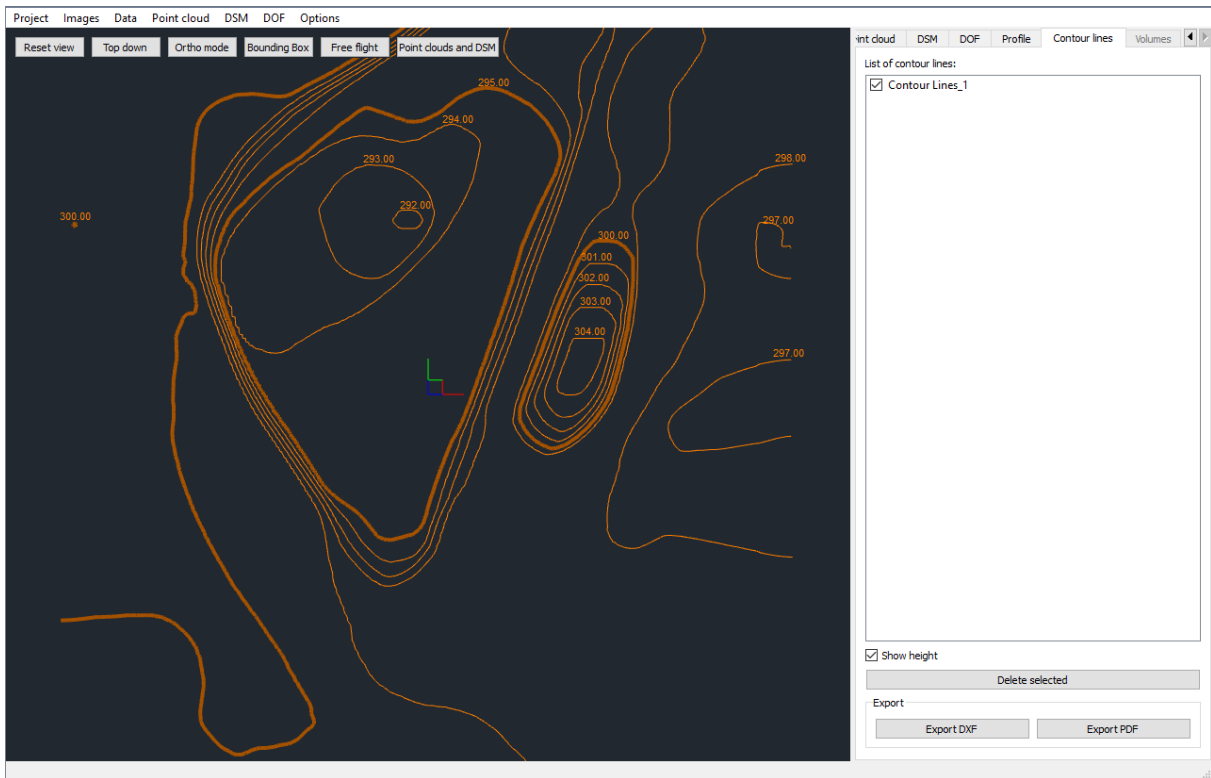 Project Images Data Point cloud DSM DOF Options
Reset view Top down Ortho mode Bounding Box Free flight Point clouds and DSM
int cloud DSM DOF Profile Contour lines Volumes
List of contour lines:
Contour Lines_1
295.00
294.00
293.00
298.00
292.00
300.00
297.00
300.00
301.00
302.00
303.00
304.00
297.00
Show height
Delete selected
Export
Export DXF Export PDF